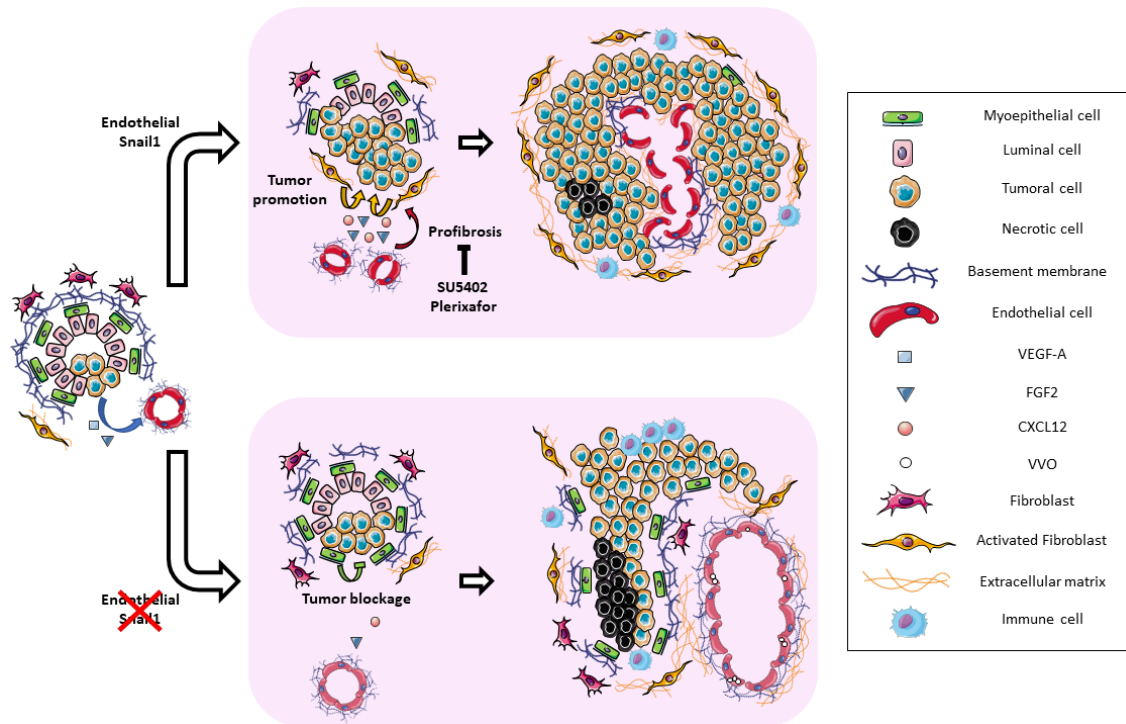 Endothelial
Snail1
Tumor
promotion
Profibrosis
SU5402
Plerixafor
Endothelial
Snail1
Tumor blockage
Myoepithelial cell
Luminal cell
Tumoral cell
Necrotic cell
Basement membrane
Endothelial cell
VEGF-A
FGF2
CXCL12
VVO
Fibroblast
Activated Fibroblast
Extracellular matrix
Immune cell